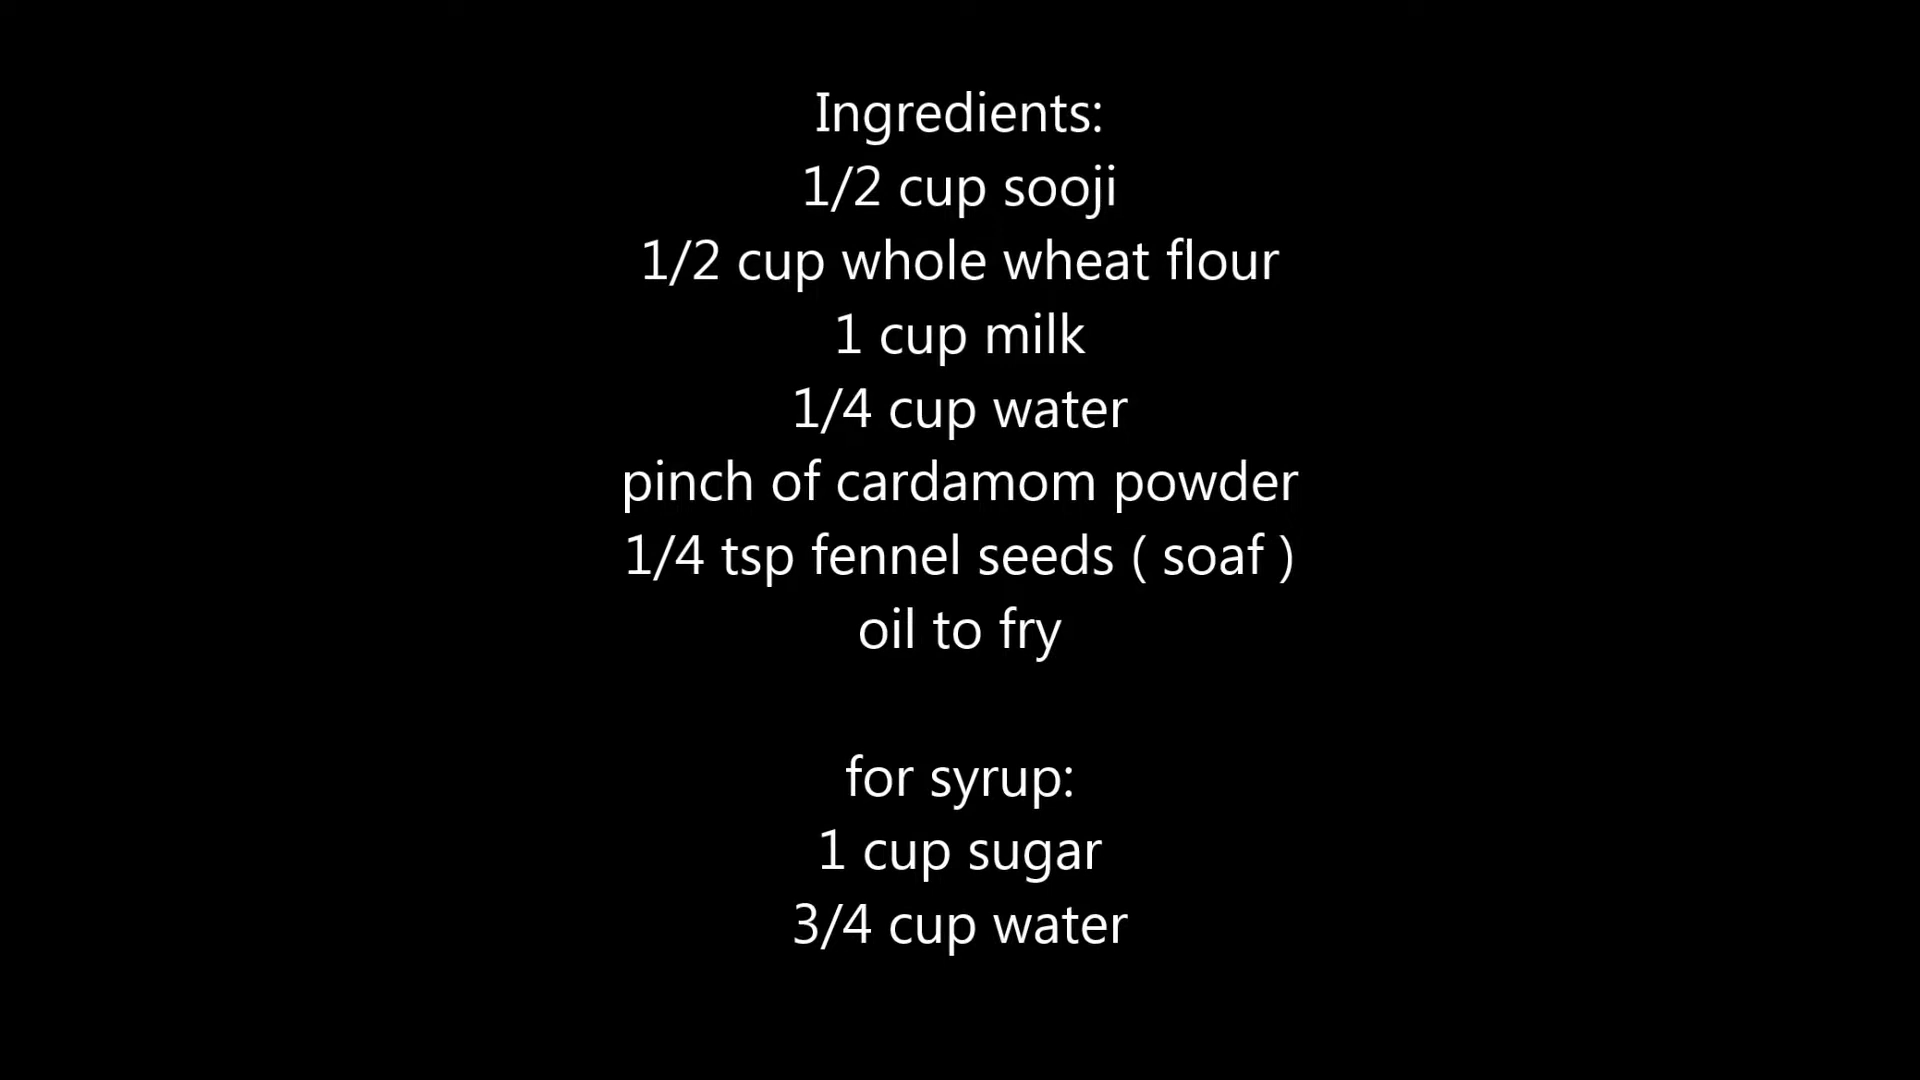 Ingredients:
1/2 cup sooji
1/2 cup whole wheat flour
1 cup milk
1/4 cup water
pinch of cardamom powder
1/4 tsp fennel seeds ( soaf )
oil to fry
for syrup:
1 cup sugar
3/4 cup water